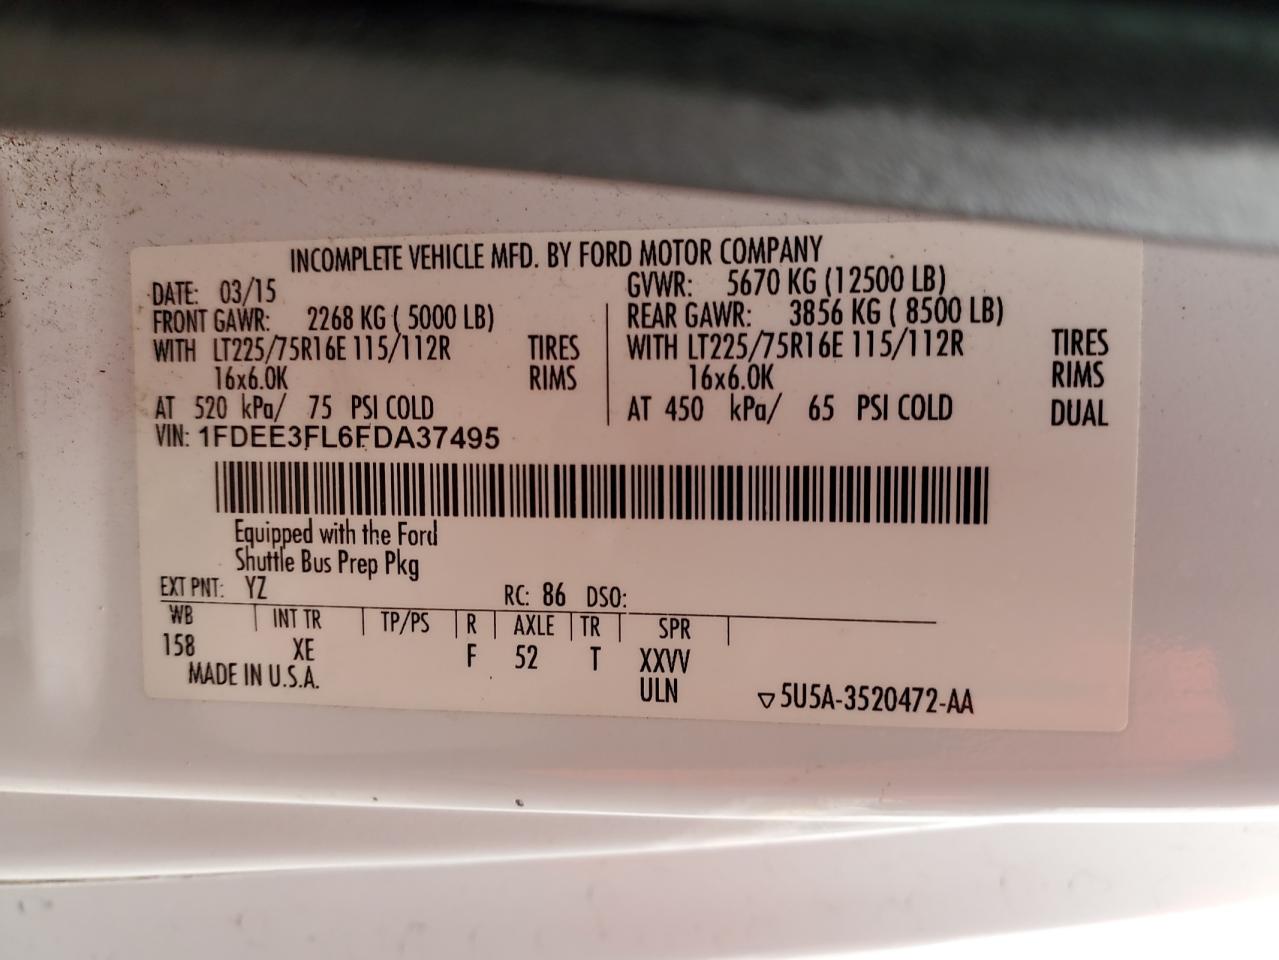 INCOMPLETE VEHICLE MFD. BY FORD MOTOR COMPANY
DATE: 03/15 GVWR: 5670 KG (12500 LB)
FRONT GAWR: 2268 KG ( 5000 LB) REAR GAWR: 3856 KG ( 8500 LB)
WITH LT225/75R16E 115/112R TIRES WITH LT225/75R16E 115/112R TIRES
16x6.0K RIMS 16x6.0K RIMS
AT 520 kPa/ 75 PSI COLD AT 450 kPa/ 65 PSI COLD DUAL
VIN: 1FDEE3FL6FDA37495
Equipped with the Ford
Shuttle Bus Prep Pkg
EXT PNT: YZ RC: 86 DSO:
WB INT TR TP/PS R AXLE TR SPR
158 XE F 52 T XXVV
MADE IN U.S.A. ULN ▽5U5A-3520472-AA